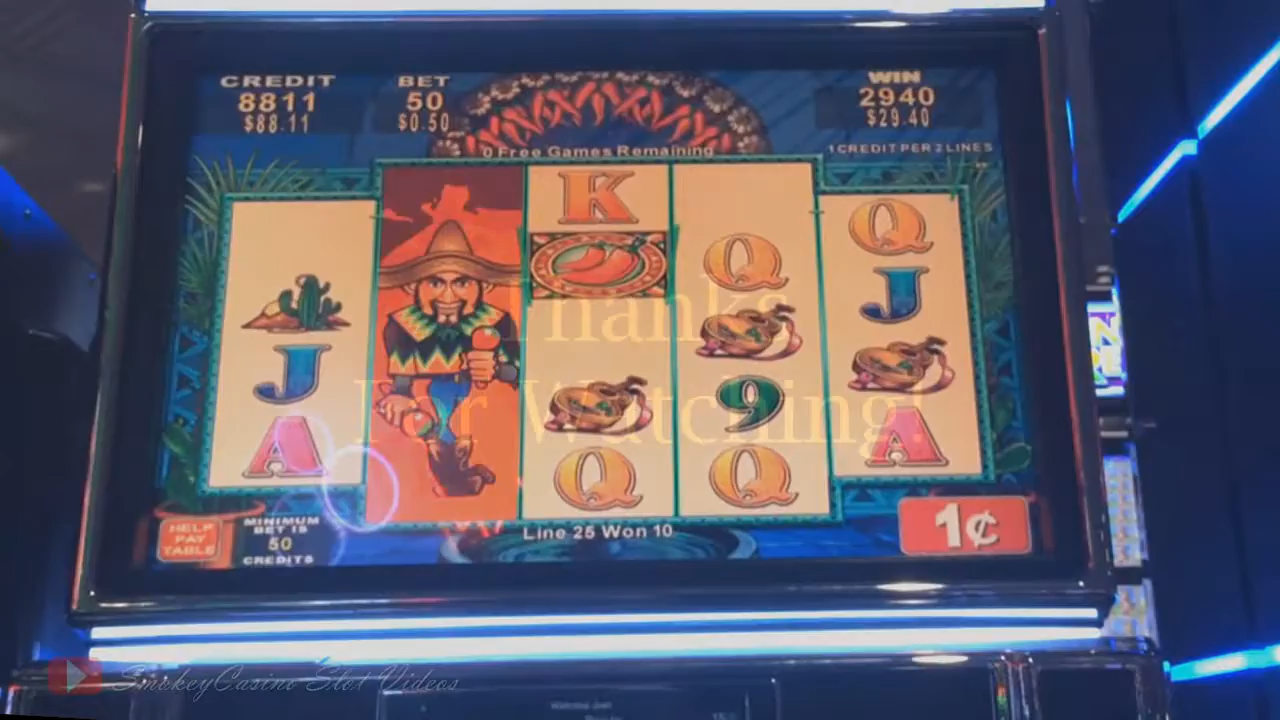 CREDIT
8811
$88.11
BET
50
$0.50
WIN
2940
$29.40
0 Free Games Remaining
1 CREDIT PER 2 LINES
K
Q
Q
J
J
9
A
Q
Q
A
Thanks
For Watching!
HELP
PAY
TABLE
MINIMUM
BET IS
50
CREDITS
Line 25 Won 10
1¢
SmokeyCasino Slot Videos